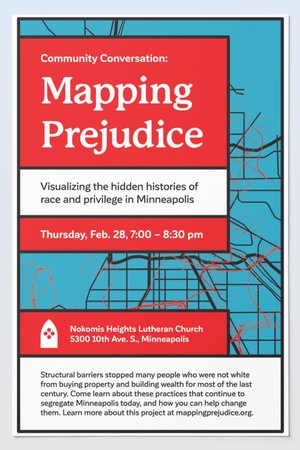 Community Conversation:
Mapping
Prejudice
Visualizing the hidden histories of
race and privilege in Minneapolis
Thursday, Feb. 28, 7:00 – 8:30 pm
Nokomis Heights Lutheran Church
5300 10th Ave. S., Minneapolis
Structural barriers stopped many people who were not white
from buying property and building wealth for most of the last
century. Come learn about these practices that continue to
segregate Minneapolis today, and how you can help change
them. Learn more about this project at mappingprejudice.org.